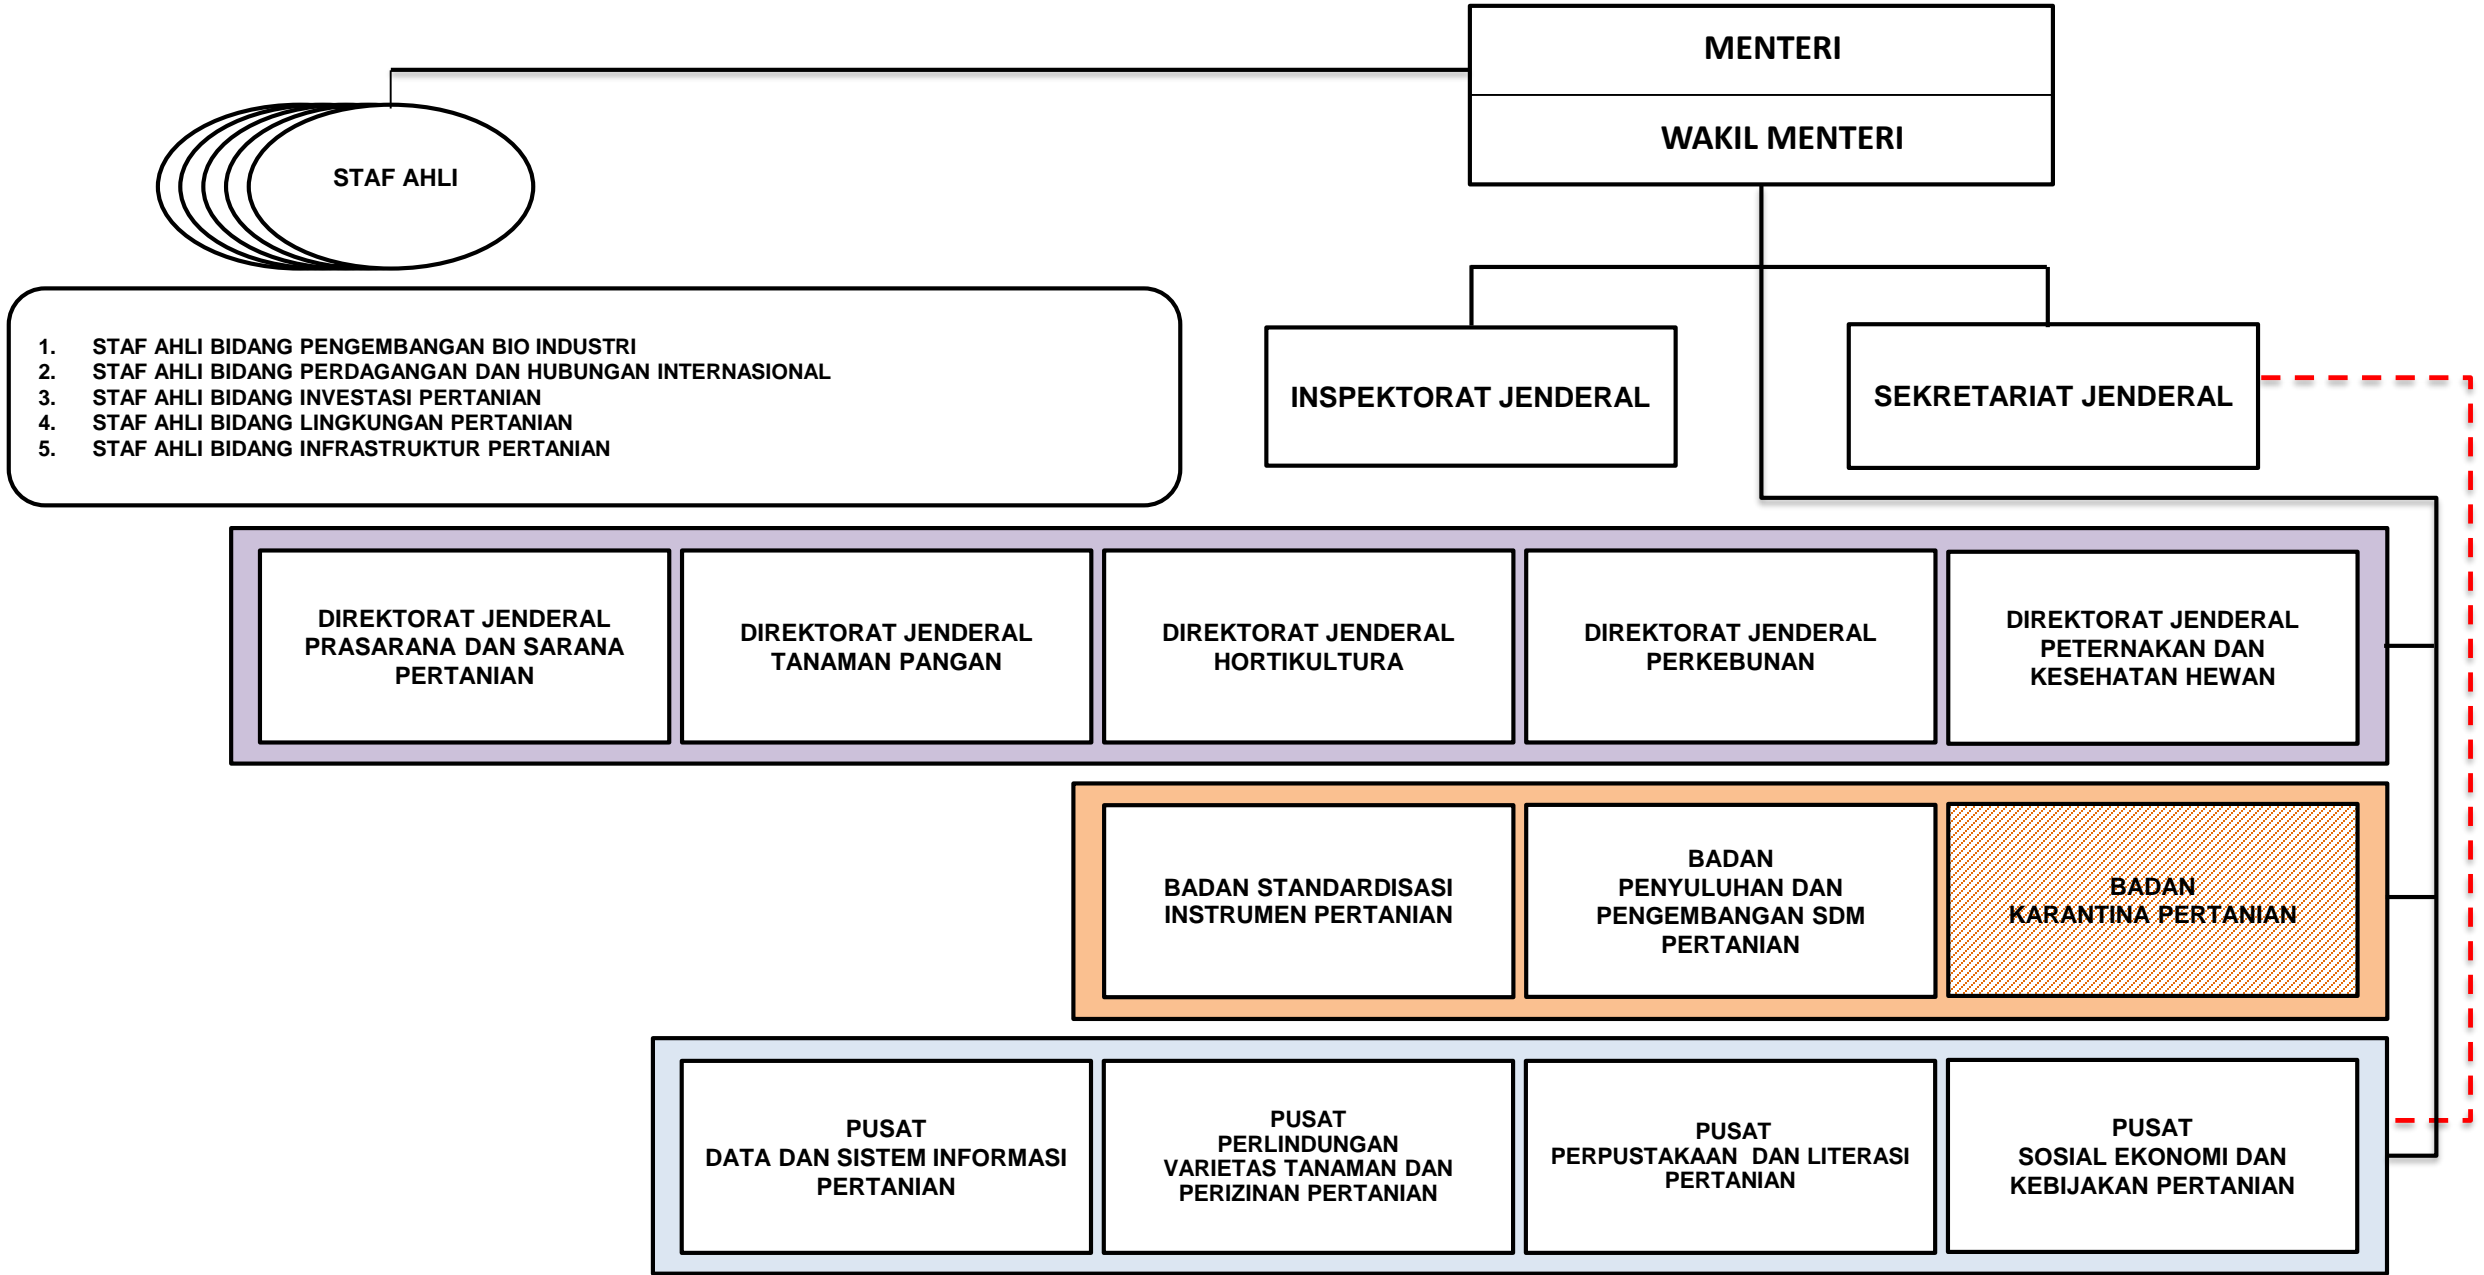 MENTERI
WAKIL MENTERI
STAF AHLI
1. STAF AHLI BIDANG PENGEMBANGAN BIO INDUSTRI
2. STAF AHLI BIDANG PERDAGANGAN DAN HUBUNGAN INTERNASIONAL
3. STAF AHLI BIDANG INVESTASI PERTANIAN
4. STAF AHLI BIDANG LINGKUNGAN PERTANIAN
5. STAF AHLI BIDANG INFRASTRUKTUR PERTANIAN
INSPEKTORAT JENDERAL
SEKRETARIAT JENDERAL
DIREKTORAT JENDERAL
PRASARANA DAN SARANA
PERTANIAN
DIREKTORAT JENDERAL
TANAMAN PANGAN
DIREKTORAT JENDERAL
HORTIKULTURA
DIREKTORAT JENDERAL
PERKEBUNAN
DIREKTORAT JENDERAL
PETERNAKAN DAN
KESEHATAN HEWAN
BADAN STANDARDISASI
INSTRUMEN PERTANIAN
BADAN
PENYULUHAN DAN
PENGEMBANGAN SDM
PERTANIAN
BADAN
KARANTINA PERTANIAN
PUSAT
DATA DAN SISTEM INFORMASI
PERTANIAN
PUSAT
PERLINDUNGAN
VARIETAS TANAMAN DAN
PERIZINAN PERTANIAN
PUSAT
PERPUSTAKAAN DAN LITERASI
PERTANIAN
PUSAT
SOSIAL EKONOMI DAN
KEBIJAKAN PERTANIAN